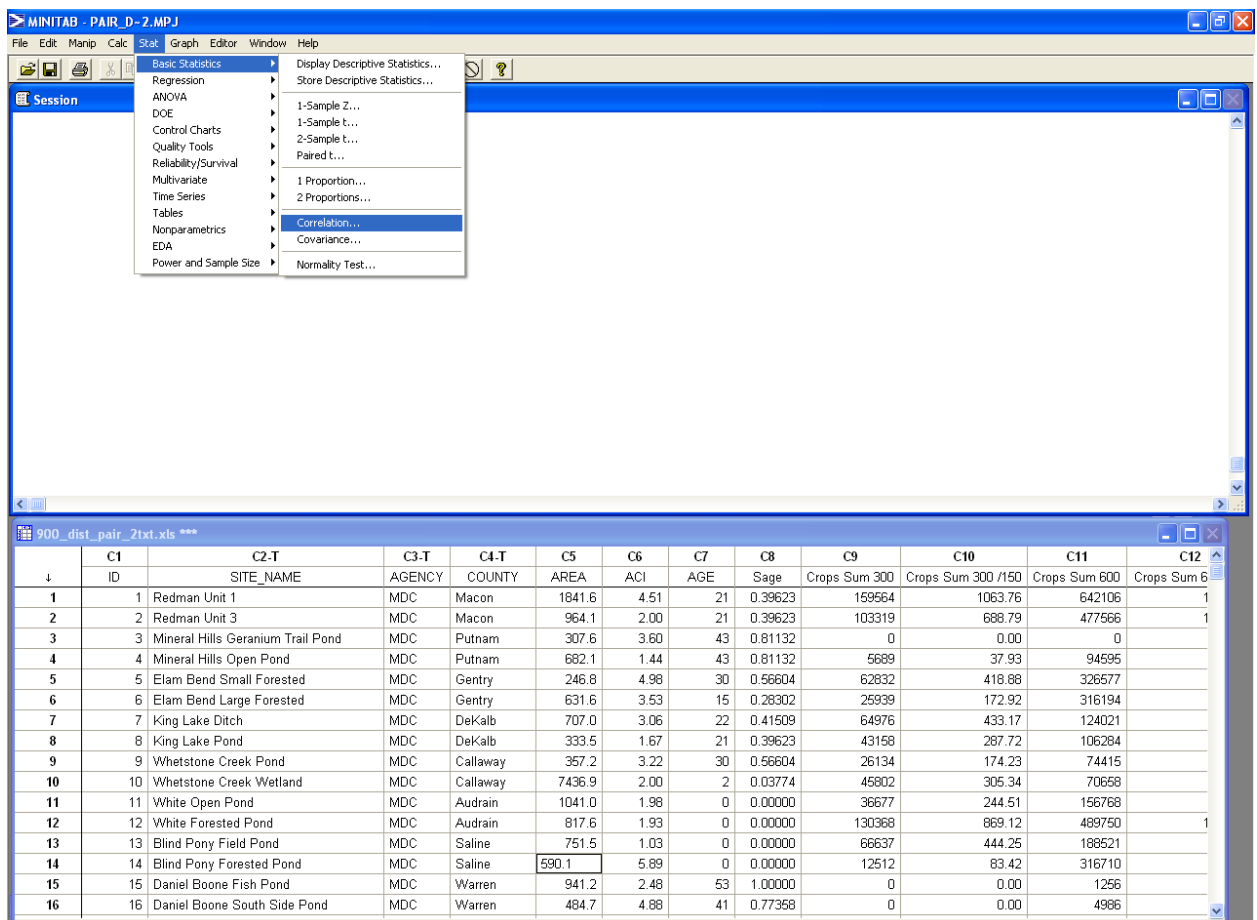 MINITAB - PAIR_D~2.MPJ
File Edit Manip Calc Stat Graph Editor Window Help
Basic Statistics
Regression
ANOVA
DOE
Control Charts
Quality Tools
Reliability/Survival
Multivariate
Time Series
Tables
Nonparametrics
EDA
Power and Sample Size
Display Descriptive Statistics...
Store Descriptive Statistics...
1-Sample Z...
1-Sample t...
2-Sample t...
Paired t...
1 Proportion...
2 Proportions...
Correlation...
Covariance...
Normality Test...
Session
900_dist_pair_2txt.xls ***
C1 C2-T C3-T C4-T C5 C6 C7 C8 C9 C10 C11 C12
↓ ID SITE_NAME AGENCY COUNTY AREA ACI AGE Sage Crops Sum 300 Crops Sum 300 /150 Crops Sum 600 Crops Sum 6
1 1 Redman Unit 1 MDC Macon 1841.6 4.51 21 0.39623 159564 1063.76 642106 1
2 2 Redman Unit 3 MDC Macon 964.1 2.00 21 0.39623 103319 688.79 477566 1
3 3 Mineral Hills Geranium Trail Pond MDC Putnam 307.6 3.60 43 0.81132 0 0.00 0
4 4 Mineral Hills Open Pond MDC Putnam 682.1 1.44 43 0.81132 5689 37.93 94595
5 5 Elam Bend Small Forested MDC Gentry 246.8 4.98 30 0.56604 62832 418.88 326577
6 6 Elam Bend Large Forested MDC Gentry 631.6 3.53 15 0.28302 25939 172.92 316194
7 7 King Lake Ditch MDC DeKalb 707.0 3.06 22 0.41509 64976 433.17 124021
8 8 King Lake Pond MDC DeKalb 333.5 1.67 21 0.39623 43158 287.72 106284
9 9 Whetstone Creek Pond MDC Callaway 357.2 3.22 30 0.56604 26134 174.23 74415
10 10 Whetstone Creek Wetland MDC Callaway 7436.9 2.00 2 0.03774 45802 305.34 70658
11 11 White Open Pond MDC Audrain 1041.0 1.98 0 0.00000 36677 244.51 156768
12 12 White Forested Pond MDC Audrain 817.6 1.93 0 0.00000 130368 869.12 489750 1
13 13 Blind Pony Field Pond MDC Saline 751.5 1.03 0 0.00000 66637 444.25 188521
14 14 Blind Pony Forested Pond MDC Saline 590.1 5.89 0 0.00000 12512 83.42 316710
15 15 Daniel Boone Fish Pond MDC Warren 941.2 2.48 53 1.00000 0 0.00 1256
16 16 Daniel Boone South Side Pond MDC Warren 484.7 4.88 41 0.77358 0 0.00 4986